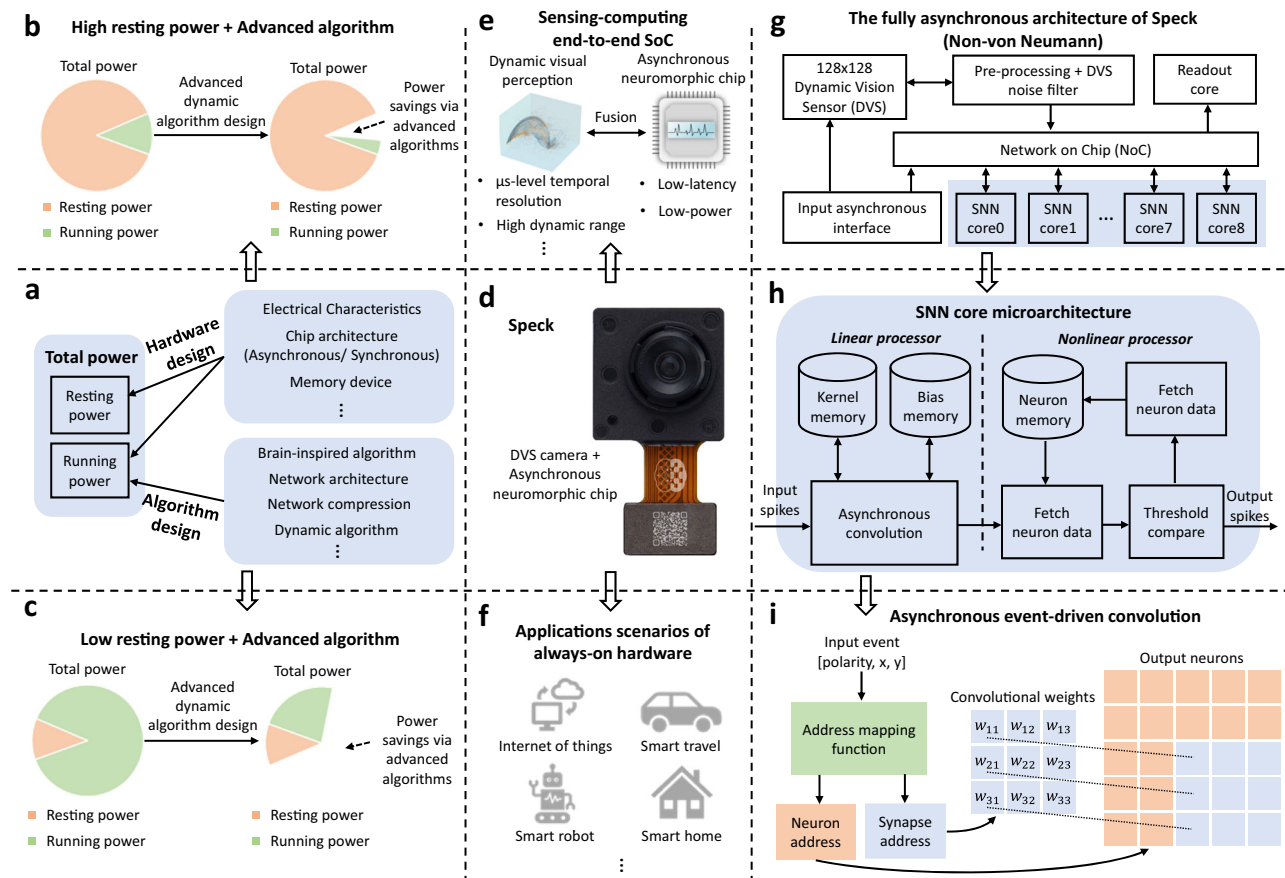 b
High resting power + Advanced algorithm
Total power
Advanced
dynamic
algorithm design
Total power
Power
savings via
advanced
algorithms
Resting power
Running power
Resting power
Running power
a
Total power
Resting
power
Running
power
Hardware
design
Algorithm
design
Electrical Characteristics
Chip architecture
(Asynchronous/ Synchronous)
Memory device
⋮
Brain-inspired algorithm
Network architecture
Network compression
Dynamic algorithm
⋮
c
Low resting power + Advanced algorithm
Total power
Advanced
dynamic
algorithm design
Total power
Power
savings via
advanced algorithms
Resting power
Running power
Resting power
Running power
e
Sensing-computing
end-to-end SoC
Dynamic visual
perception
Asynchronous
neuromorphic chip
Fusion
• μs-level temporal
resolution
• High dynamic range
⋮
• Low-latency
• Low-power
d
Speck
DVS camera +
Asynchronous
neuromorphic chip
f
Applications scenarios of
always-on hardware
Internet of things
Smart travel
Smart robot
Smart home
⋮
g
The fully asynchronous architecture of Speck
(Non-von Neumann)
128x128
Dynamic Vision
Sensor (DVS)
Pre-processing + DVS
noise filter
Readout
core
Network on Chip (NoC)
Input asynchronous
interface
SNN
core0
SNN
core1
...
SNN
core7
SNN
core8
h
SNN core microarchitecture
Linear processor
Nonlinear processor
Kernel
memory
Bias
memory
Neuron
memory
Fetch
neuron data
Input
spikes
Asynchronous
convolution
Fetch
neuron data
Threshold
compare
Output
spikes
i
Asynchronous event-driven convolution
Input event
[polarity, x, y]
Address mapping
function
Neuron
address
Synapse
address
Convolutional weights
w₁₁ w₁₂ w₁₃
w₂₁ w₂₂ w₂₃
w₃₁ w₃₂ w₃₃
Output neurons